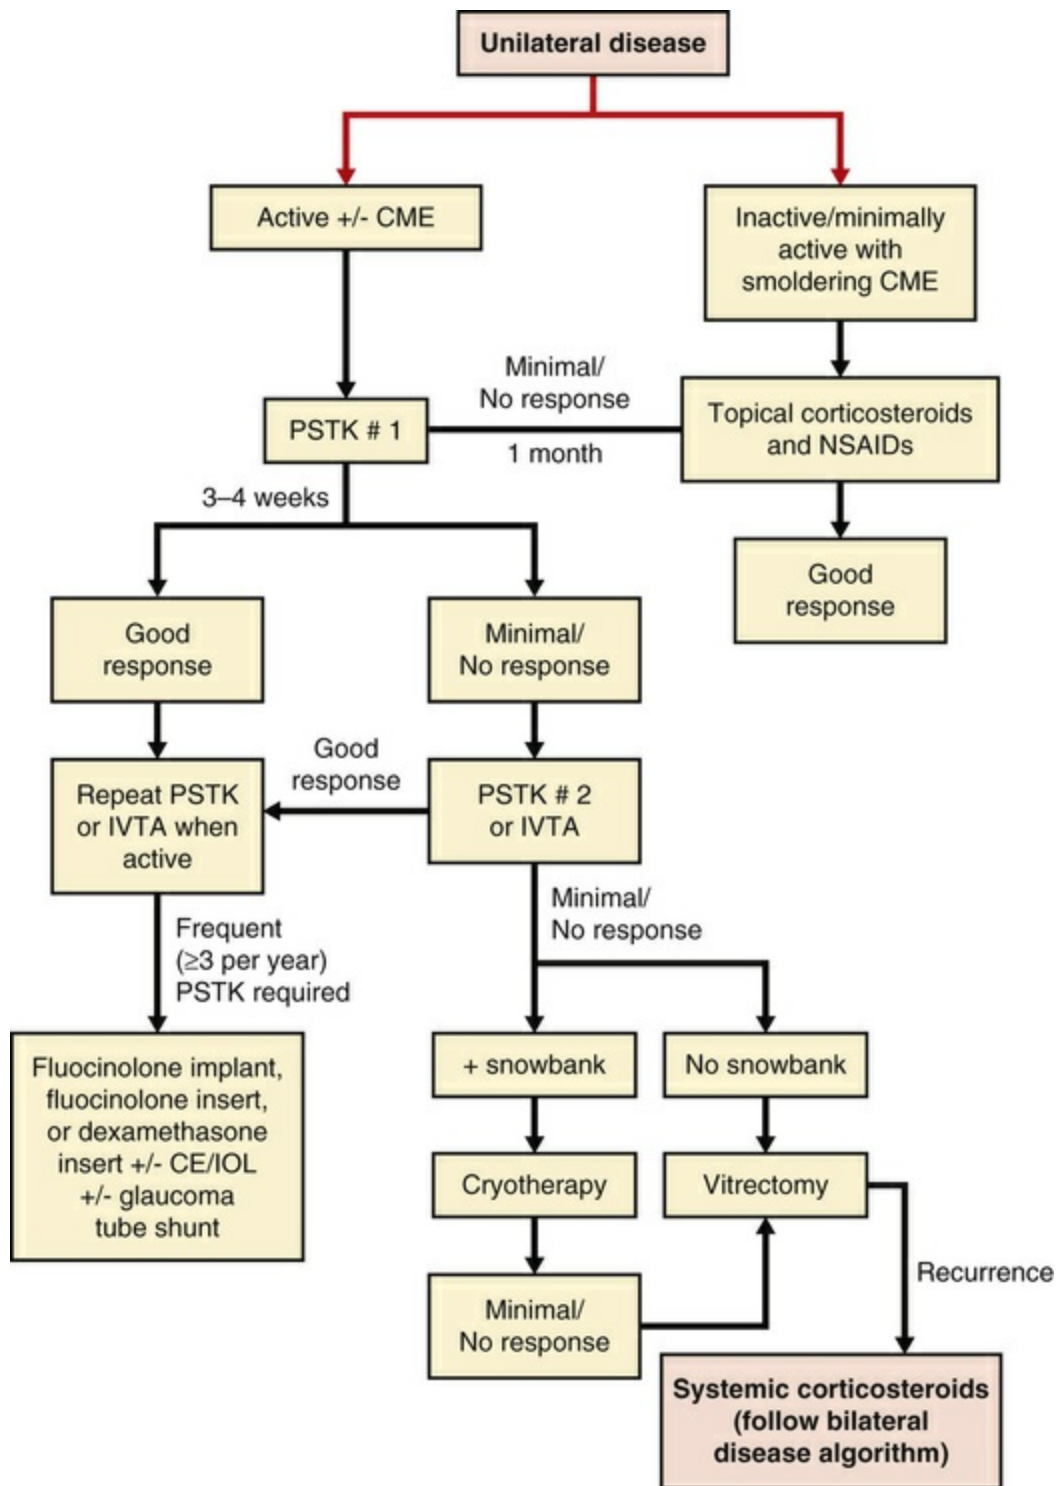 Unilateral disease
Active +/- CME
Inactive/minimally
active with
smoldering CME
Minimal/
No response
1 month
PSTK # 1
Topical corticosteroids
and NSAIDs
3–4 weeks
Good
response
Good
response
Minimal/
No response
Good
response
Repeat PSTK
or IVTA when
active
PSTK # 2
or IVTA
Minimal/
No response
Frequent
(≥3 per year)
PSTK required
Fluocinolone implant,
fluocinolone insert,
or dexamethasone
insert +/- CE/IOL
+/- glaucoma
tube shunt
+ snowbank
No snowbank
Cryotherapy
Vitrectomy
Minimal/
No response
Recurrence
Systemic corticosteroids
(follow bilateral
disease algorithm)